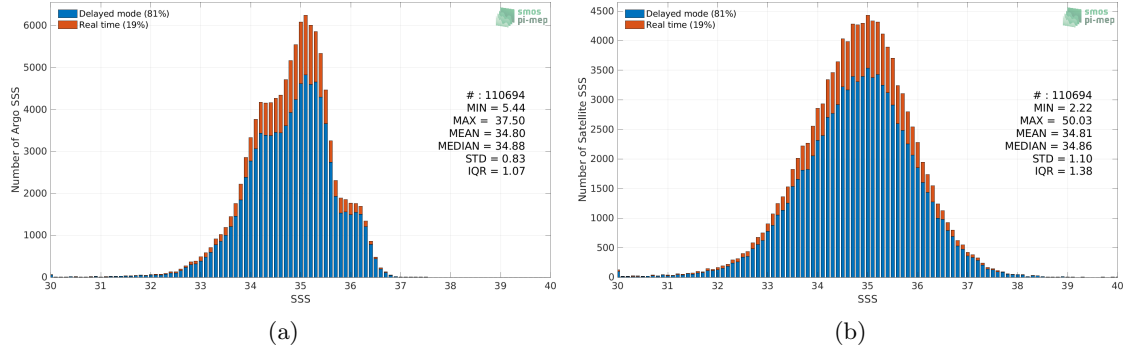 Delayed mode (81%)
Real time (19%)
smos
pi-mep
Number of Argo SSS
6000
5000
4000
3000
2000
1000
0
# : 110694
MIN = 5.44
MAX = 37.50
MEAN = 34.80
MEDIAN = 34.88
STD = 0.83
IQR = 1.07
30 31 32 33 34 35 36 37 38 39 40
SSS
(a)
Delayed mode (81%)
Real time (19%)
smos
pi-mep
Number of Satellite SSS
4500
4000
3500
3000
2500
2000
1500
1000
500
0
# : 110694
MIN = 2.22
MAX = 50.03
MEAN = 34.81
MEDIAN = 34.86
STD = 1.10
IQR = 1.38
30 31 32 33 34 35 36 37 38 39 40
SSS
(b)